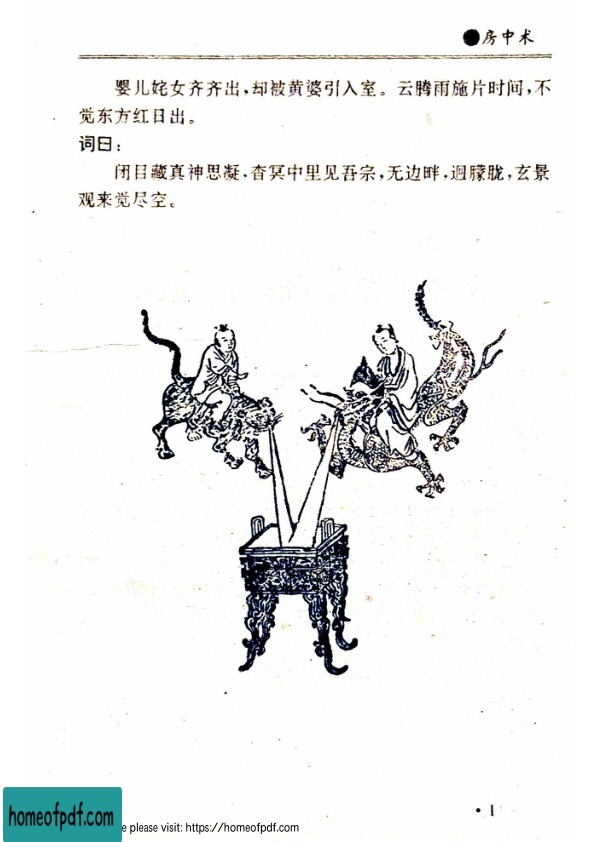 ●房中术
婴儿姹女齐齐出,却被黄婆引入室。云腾雨施片时间,不
觉东方红日出。
词曰:
闭目藏真神思凝.杳冥中里见吾宗,无边畔.迥朦胧,玄景
观来觉尽空。
homeofpdf.com
e please visit: https://homeofpdf.com